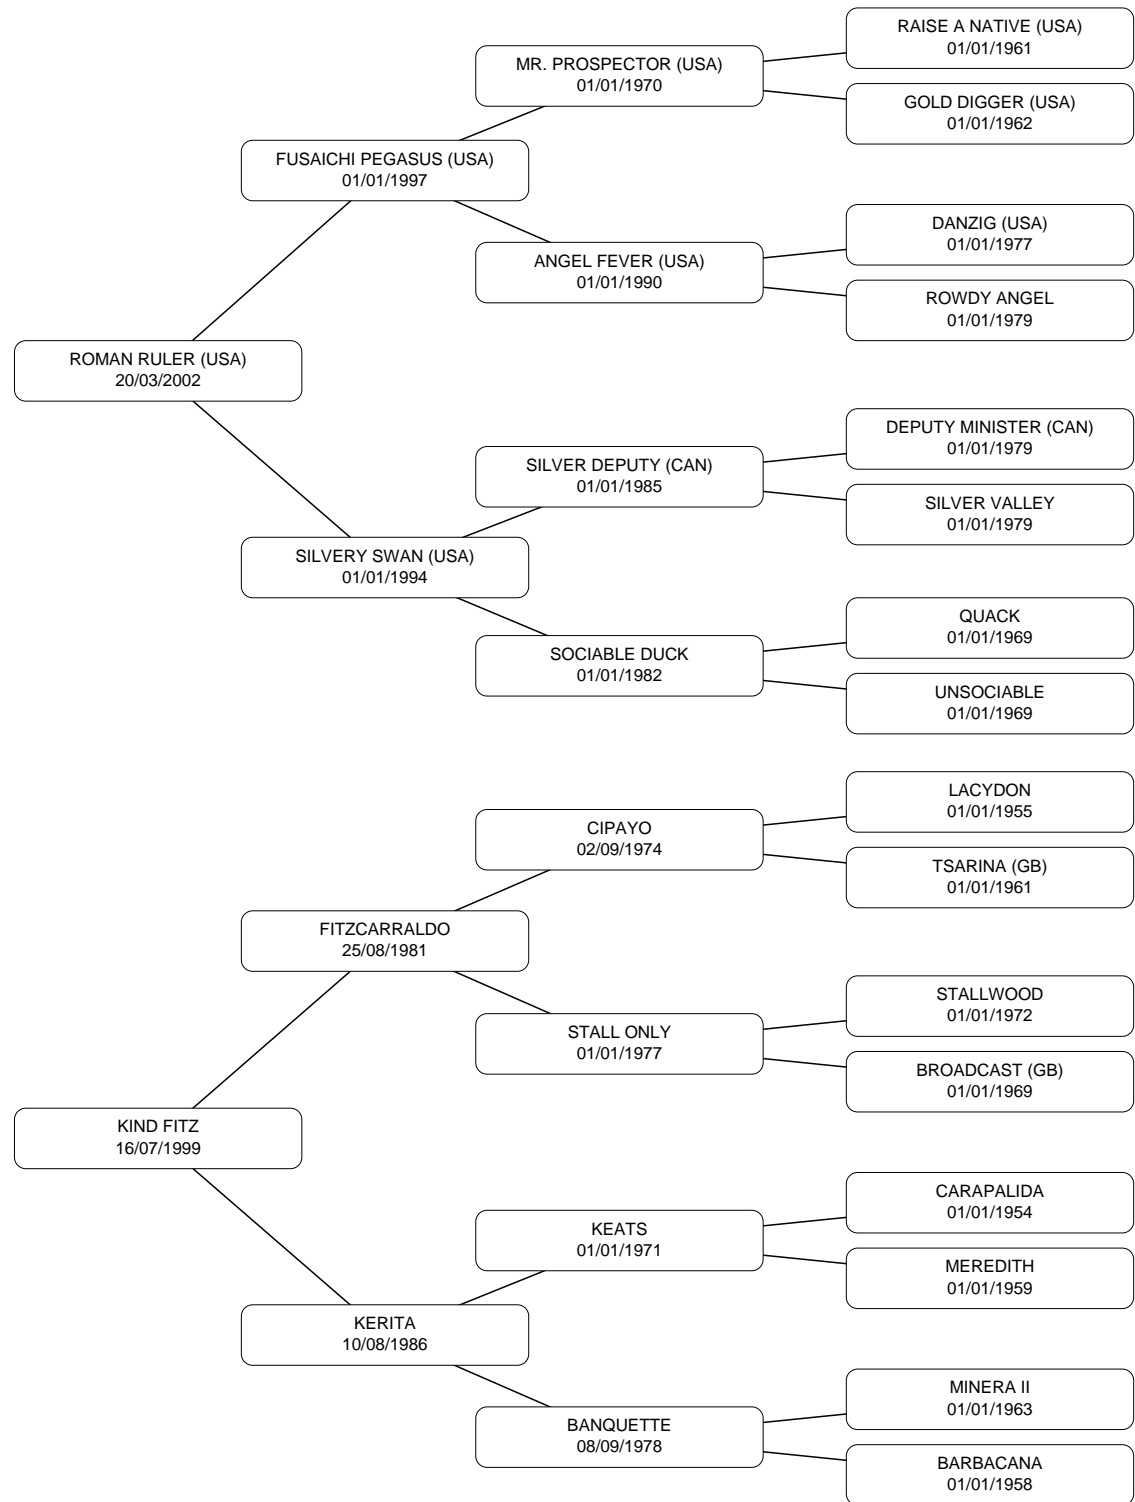 RAISE A NATIVE (USA)
01/01/1961
MR. PROSPECTOR (USA)
01/01/1970
GOLD DIGGER (USA)
01/01/1962
FUSAICHI PEGASUS (USA)
01/01/1997
DANZIG (USA)
01/01/1977
ANGEL FEVER (USA)
01/01/1990
ROWDY ANGEL
01/01/1979
ROMAN RULER (USA)
20/03/2002
DEPUTY MINISTER (CAN)
01/01/1979
SILVER DEPUTY (CAN)
01/01/1985
SILVER VALLEY
01/01/1979
SILVERY SWAN (USA)
01/01/1994
QUACK
01/01/1969
SOCIABLE DUCK
01/01/1982
UNSOCIABLE
01/01/1969
LACYDON
01/01/1955
CIPAYO
02/09/1974
TSARINA (GB)
01/01/1961
FITZCARRALDO
25/08/1981
STALLWOOD
01/01/1972
STALL ONLY
01/01/1977
BROADCAST (GB)
01/01/1969
KIND FITZ
16/07/1999
CARAPALIDA
01/01/1954
KEATS
01/01/1971
MEREDITH
01/01/1959
KERITA
10/08/1986
MINERA II
01/01/1963
BANQUETTE
08/09/1978
BARBACANA
01/01/1958